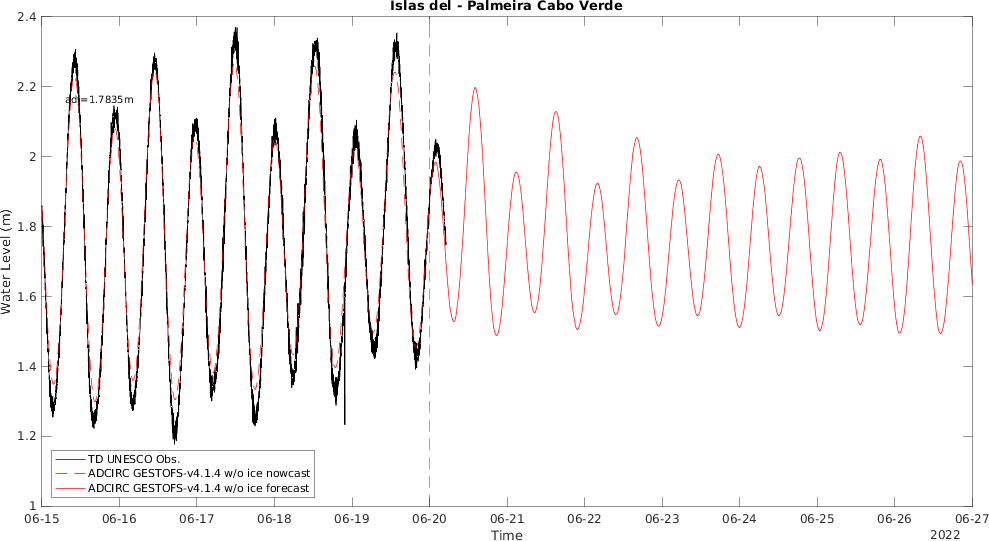 Islas del - Palmeira Cabo Verde
2.4
2.2
2
1.8
1.6
1.4
1.2
1
Water Level (m)
adj=1.7835m
TD UNESCO Obs.
ADCIRC GESTOFS-v4.1.4 w/o ice nowcast
ADCIRC GESTOFS-v4.1.4 w/o ice forecast
06-15 06-16 06-17 06-18 06-19 06-20 06-21 06-22 06-23 06-24 06-25 06-26 06-27
Time
2022